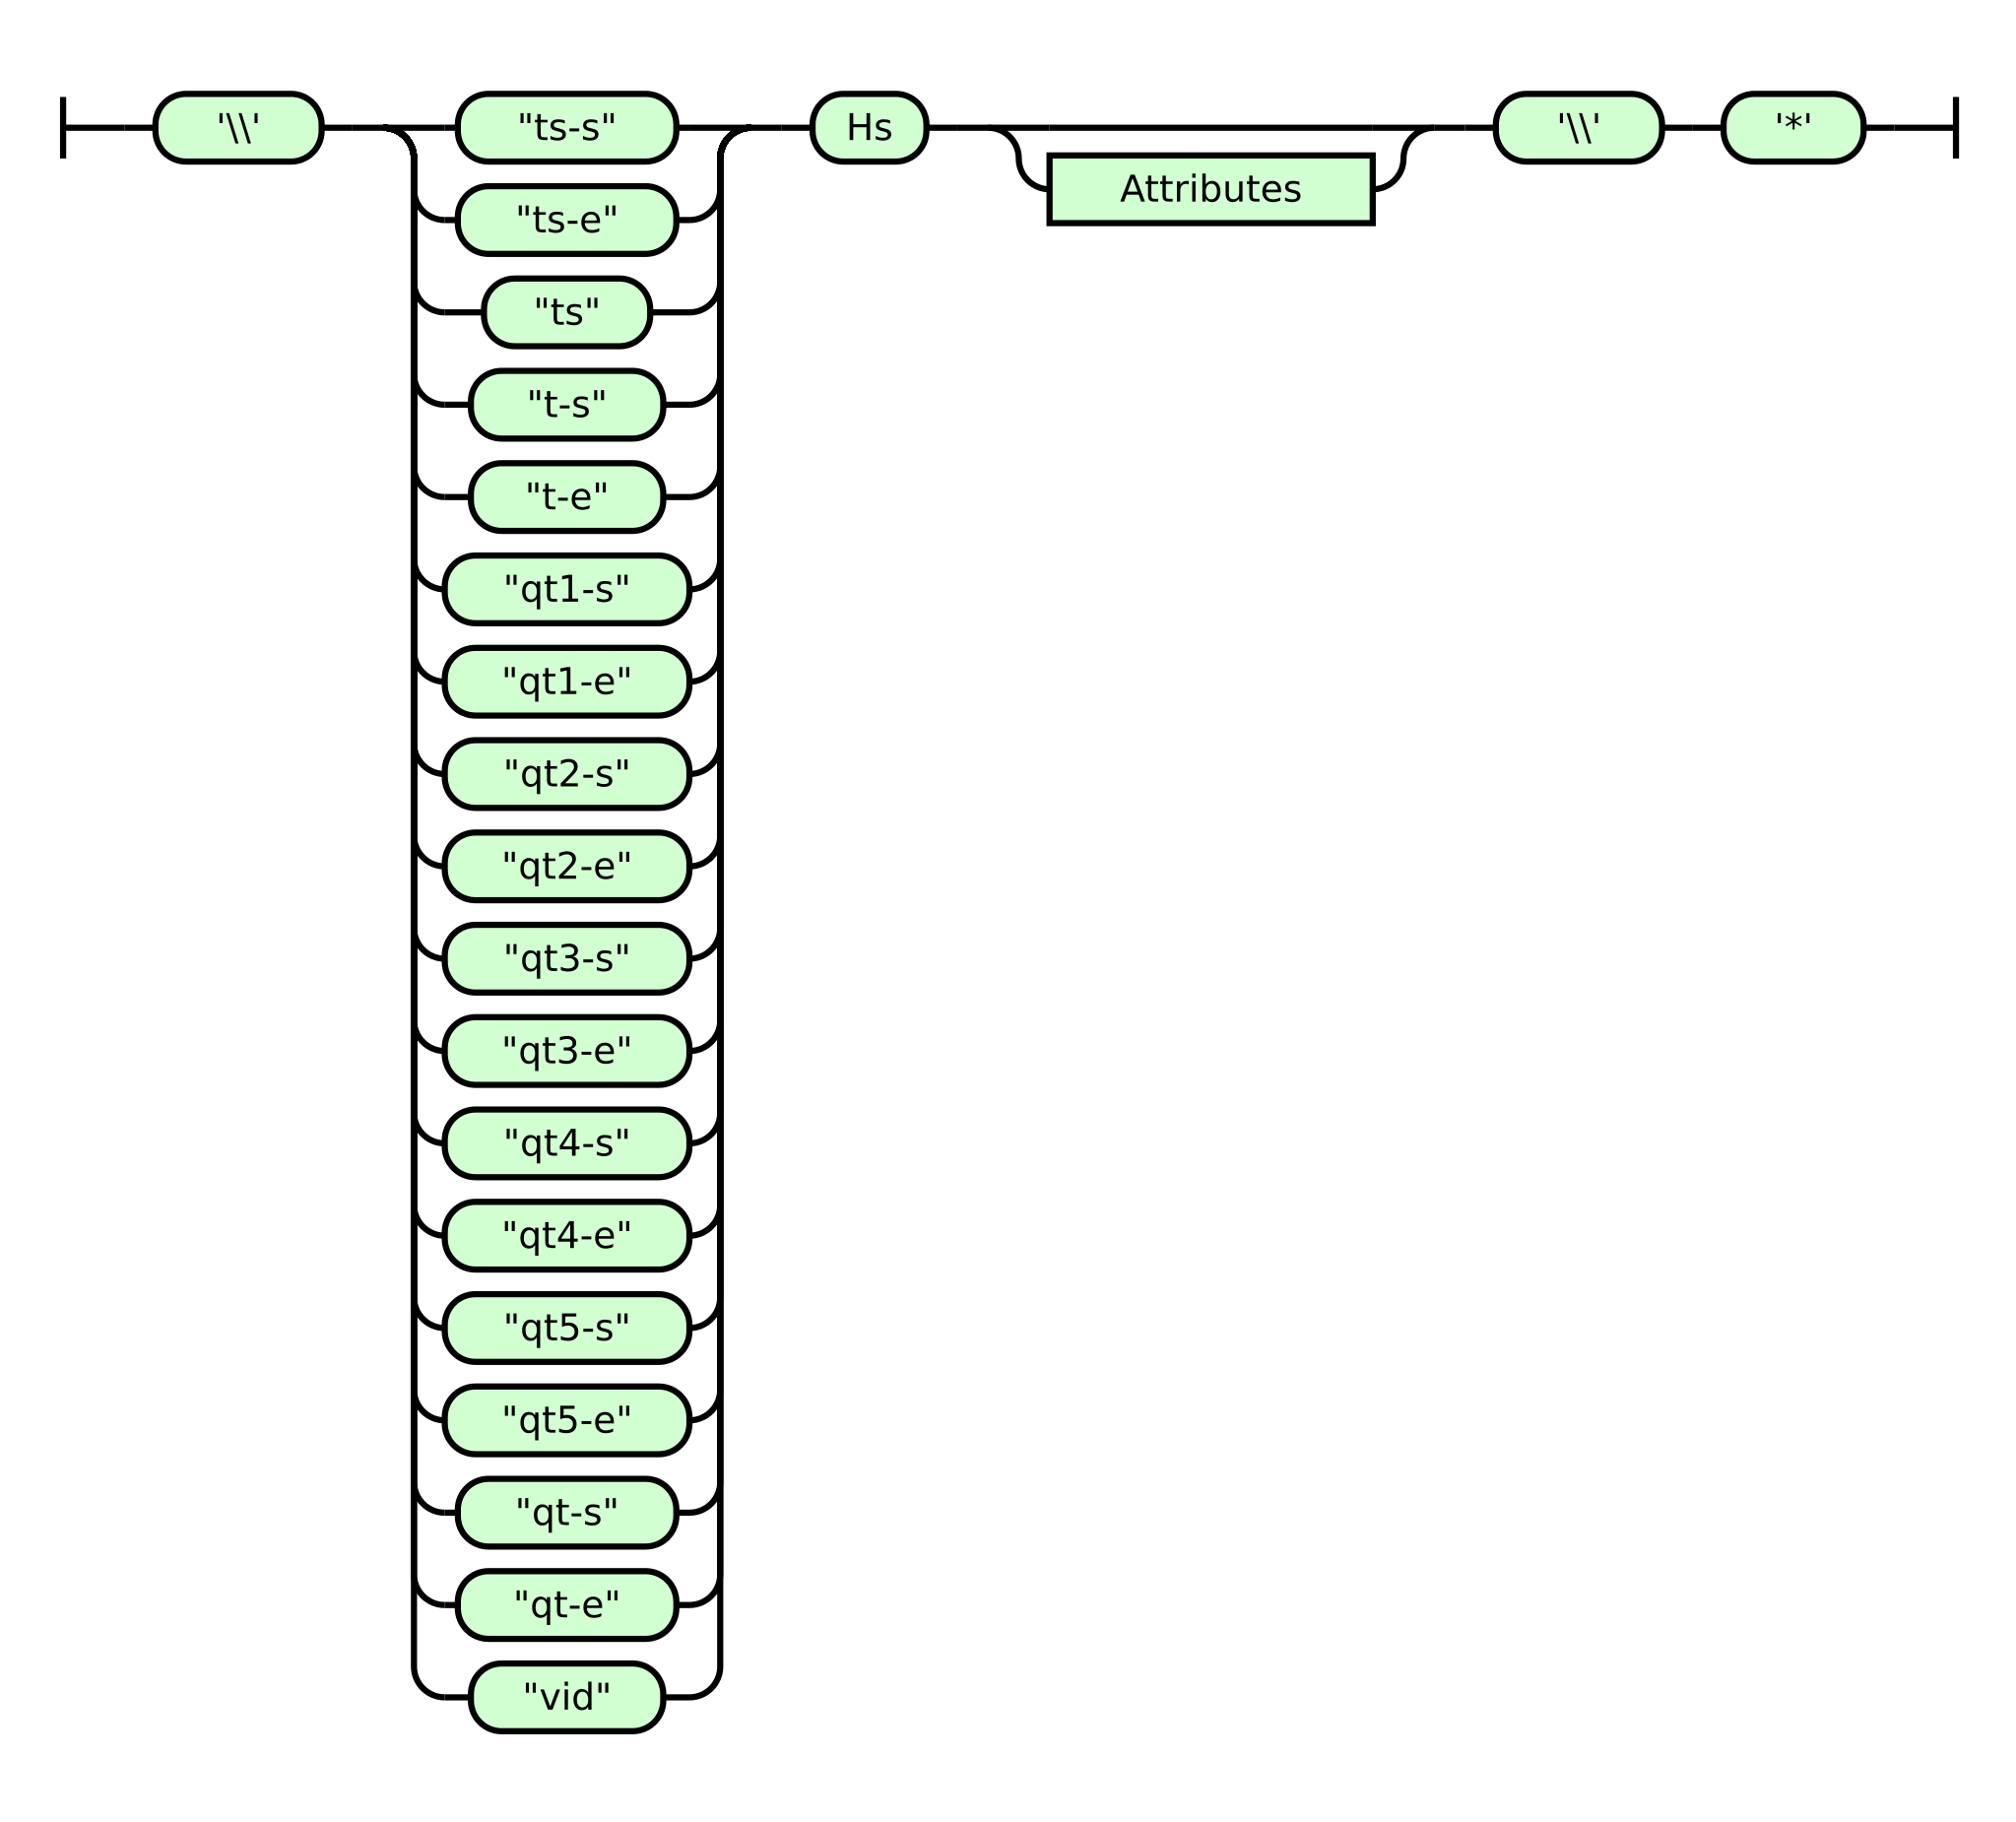 '\\' "ts-s" Hs '\\' '*'
Attributes
"ts-e"
"ts"
"t-s"
"t-e"
"qt1-s"
"qt1-e"
"qt2-s"
"qt2-e"
"qt3-s"
"qt3-e"
"qt4-s"
"qt4-e"
"qt5-s"
"qt5-e"
"qt-s"
"qt-e"
"vid"